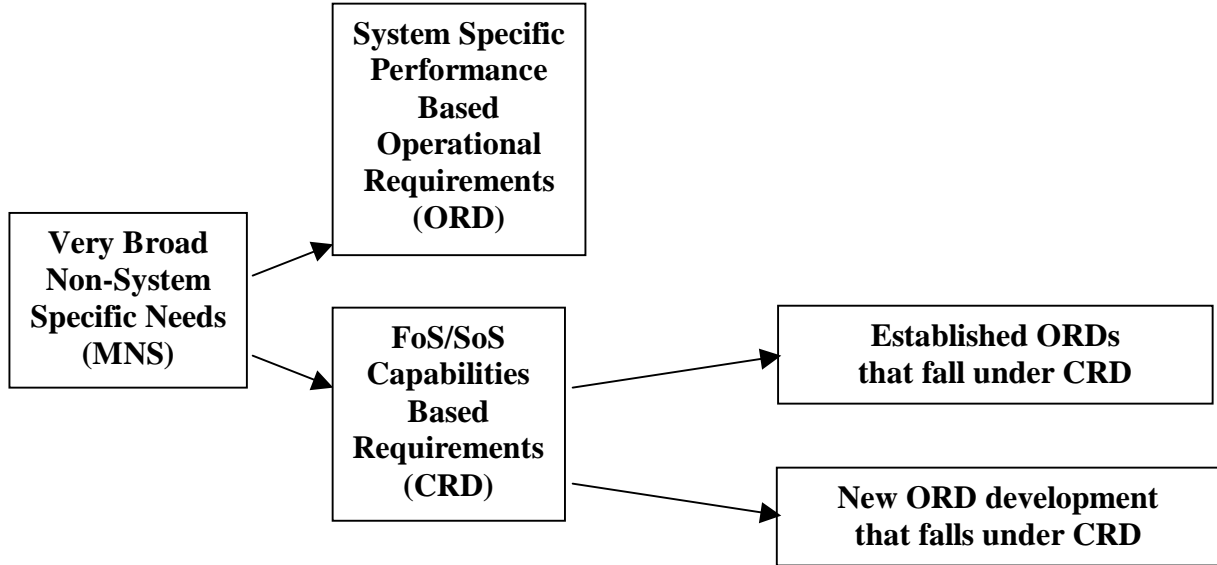 System Specific
Performance
Based
Operational
Requirements
(ORD)
Very Broad
Non-System
Specific Needs
(MNS)
FoS/SoS
Capabilities
Based
Requirements
(CRD)
Established ORDs
that fall under CRD
New ORD development
that falls under CRD